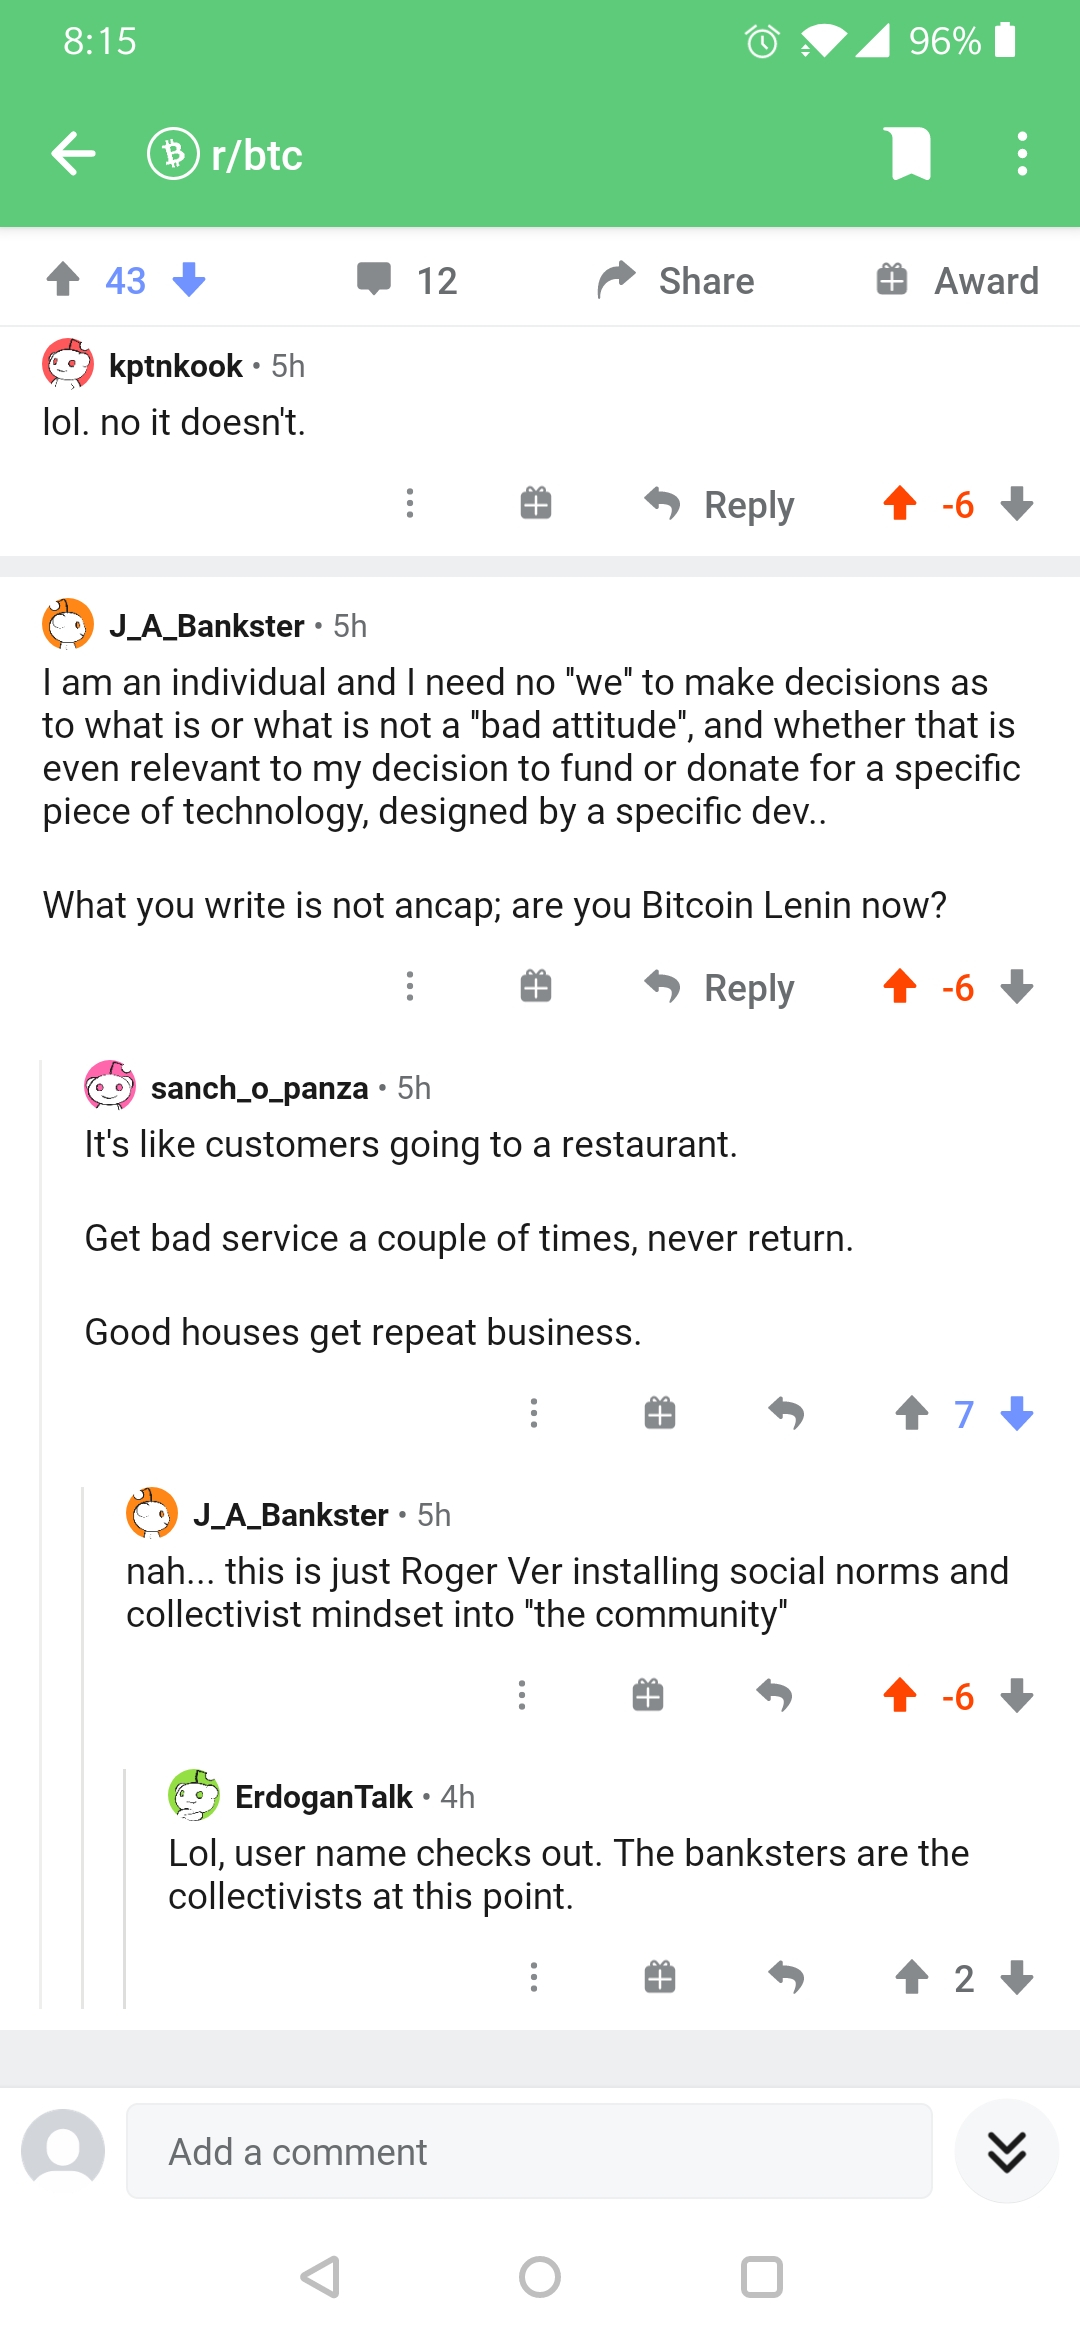 8:15
96%
r/btc
43
12
Share
Award
kptnkook • 5h
lol. no it doesn't.
Reply
-6
J_A_Bankster • 5h
I am an individual and I need no "we" to make decisions as
to what is or what is not a "bad attitude", and whether that is
even relevant to my decision to fund or donate for a specific
piece of technology, designed by a specific dev..
What you write is not ancap; are you Bitcoin Lenin now?
Reply
-6
sanch_o_panza • 5h
It's like customers going to a restaurant.
Get bad service a couple of times, never return.
Good houses get repeat business.
7
J_A_Bankster • 5h
nah... this is just Roger Ver installing social norms and
collectivist mindset into "the community"
-6
ErdoganTalk • 4h
Lol, user name checks out. The banksters are the
collectivists at this point.
2
Add a comment